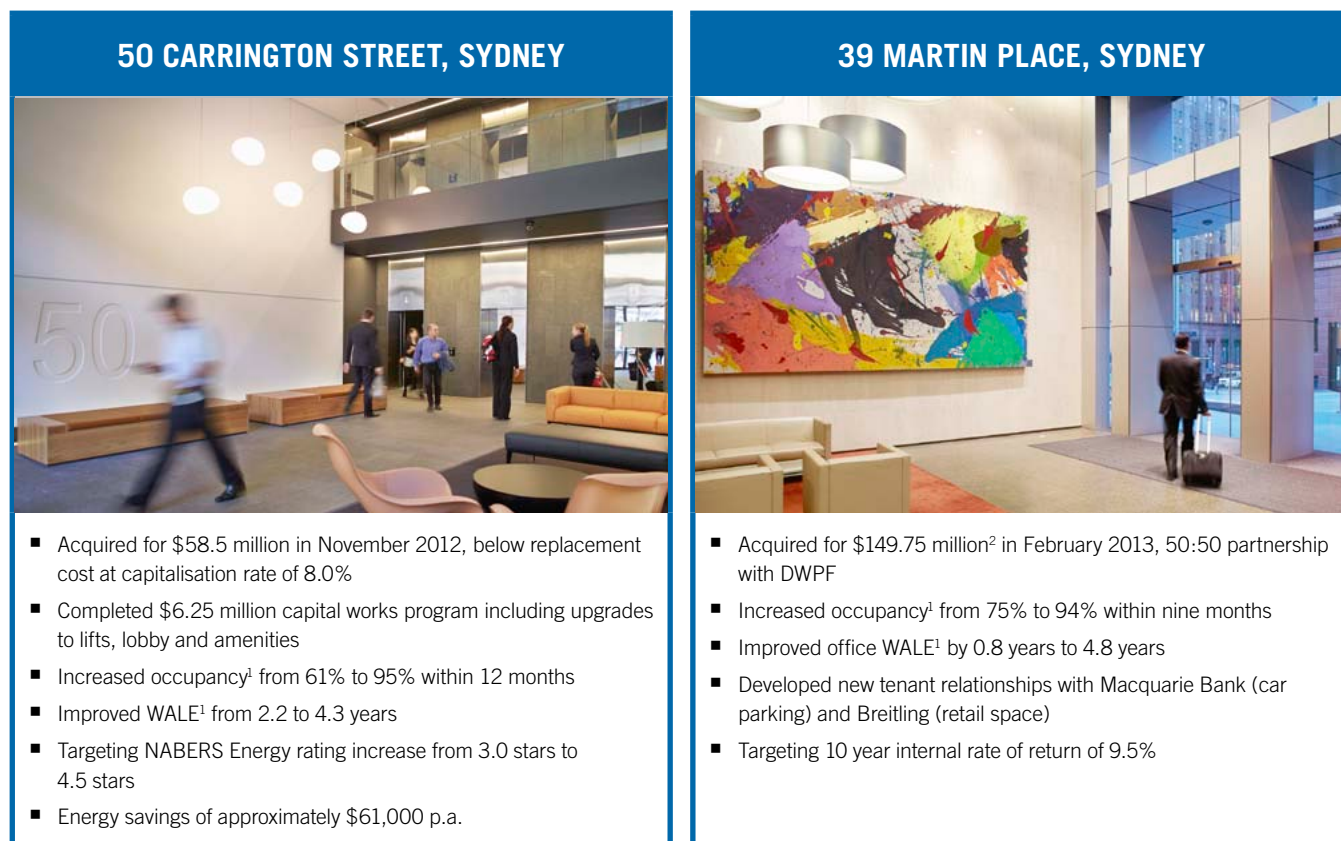 50 CARRINGTON STREET, SYDNEY
50
■ Acquired for $58.5 million in November 2012, below replacement
cost at capitalisation rate of 8.0%
■ Completed $6.25 million capital works program including upgrades
to lifts, lobby and amenities
■ Increased occupancy¹ from 61% to 95% within 12 months
■ Improved WALE¹ from 2.2 to 4.3 years
■ Targeting NABERS Energy rating increase from 3.0 stars to
4.5 stars
■ Energy savings of approximately $61,000 p.a.
39 MARTIN PLACE, SYDNEY
■ Acquired for $149.75 million² in February 2013, 50:50 partnership
with DWPF
■ Increased occupancy¹ from 75% to 94% within nine months
■ Improved office WALE¹ by 0.8 years to 4.8 years
■ Developed new tenant relationships with Macquarie Bank (car
parking) and Breitling (retail space)
■ Targeting 10 year internal rate of return of 9.5%